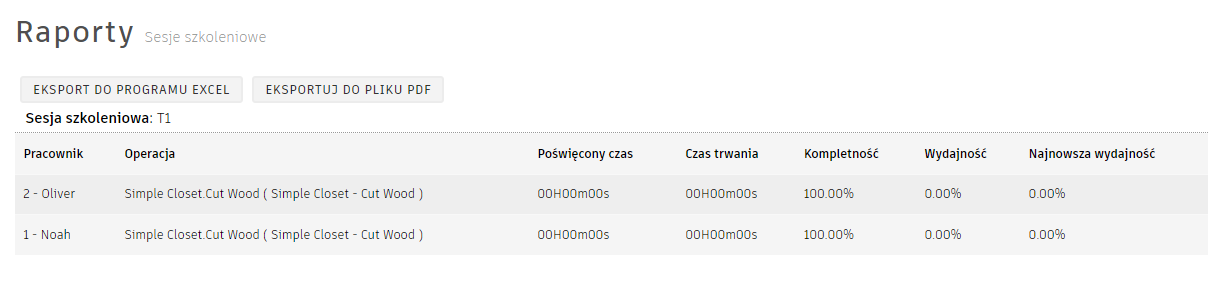 Raporty Sesje szkoleniowe
EKSPORT DO PROGRAMU EXCEL EKSPORTUJ DO PLIKU PDF
Sesja szkoleniowa: T1
Pracownik Operacja Poświęcony czas Czas trwania Kompletność Wydajność Najnowsza wydajność
2 - Oliver Simple Closet.Cut Wood ( Simple Closet - Cut Wood ) 00H00m00s 00H00m00s 100.00% 0.00% 0.00%
1 - Noah Simple Closet.Cut Wood ( Simple Closet - Cut Wood ) 00H00m00s 00H00m00s 100.00% 0.00% 0.00%